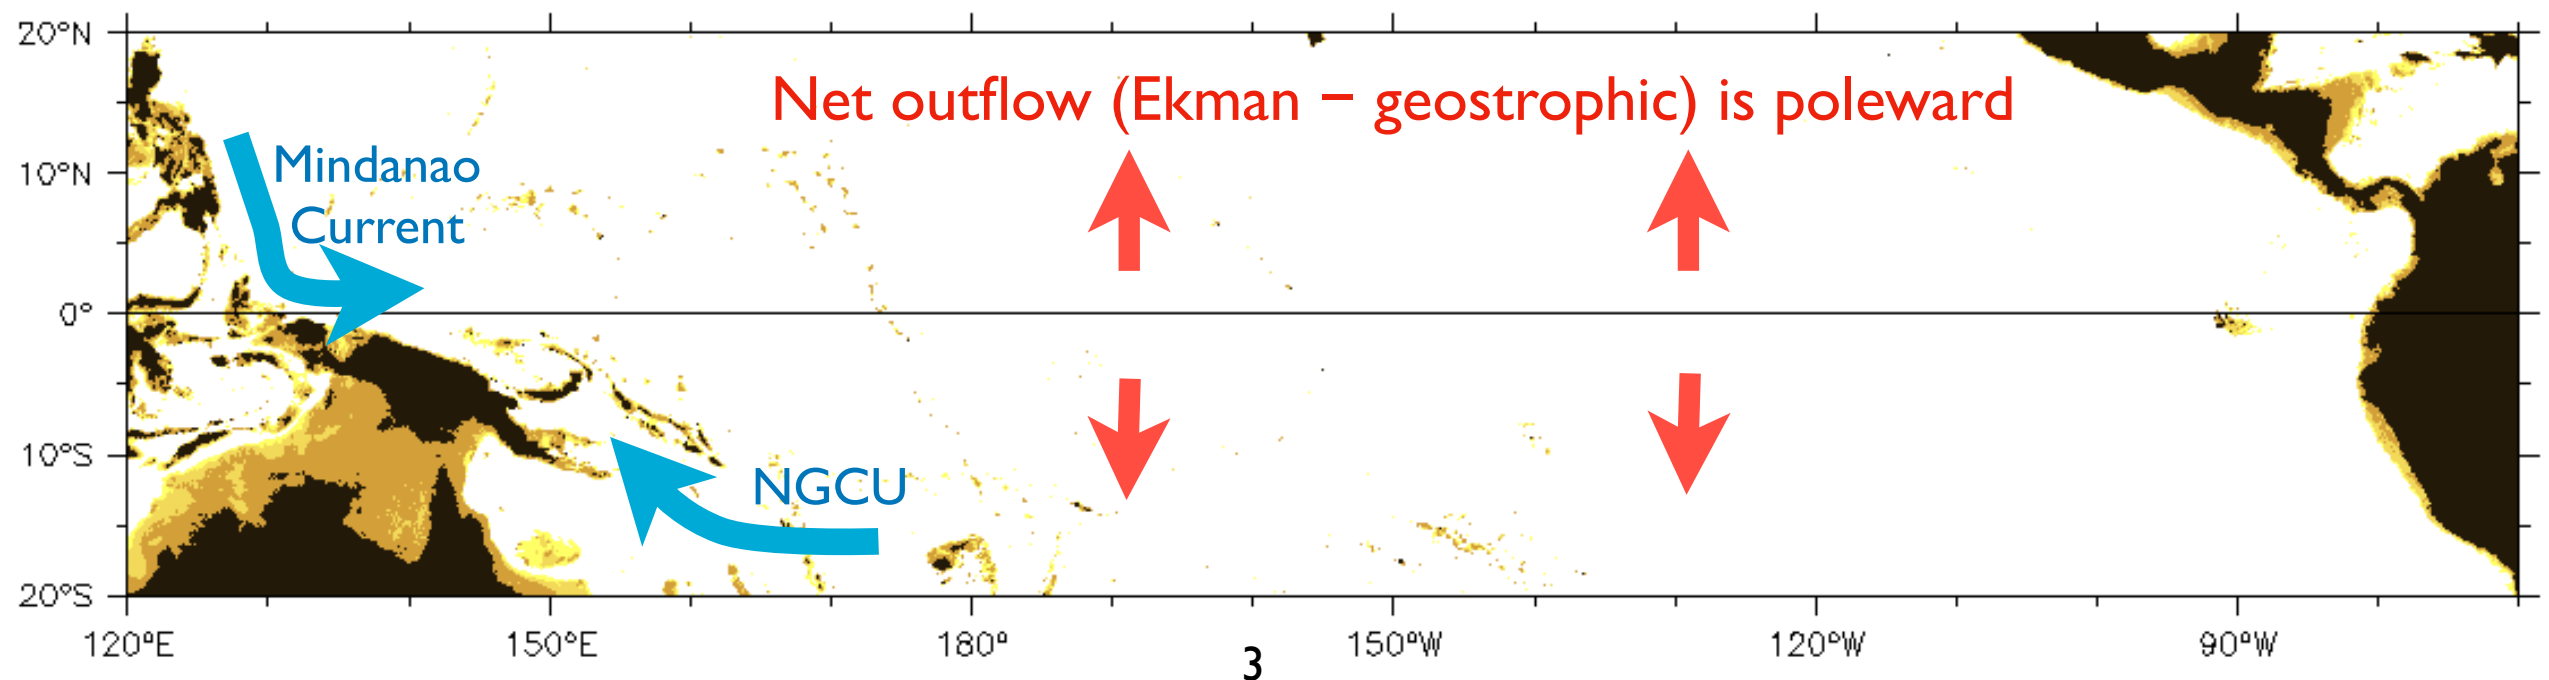 20°N
Net outflow (Ekman − geostrophic) is poleward
Mindanao
Current
10°N
0°
10°S
NGCU
20°S
120°E 150°E 180° 150°W 120°W 90°W
3